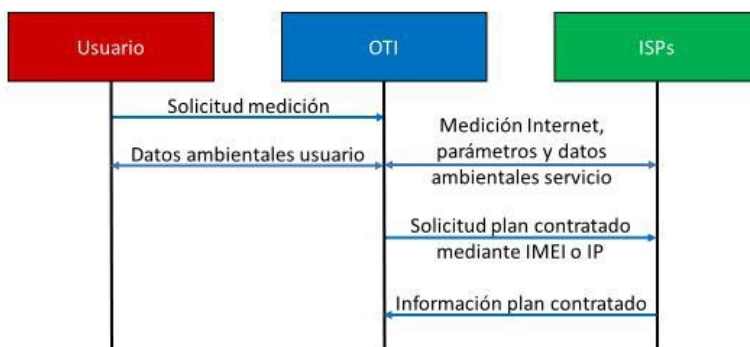 Usuario
OTI
ISPs
Solicitud medición
Datos ambientales usuario
Medición Internet,
parámetros y datos
ambientales servicio
Solicitud plan contratado
mediante IMEI o IP
Información plan contratado